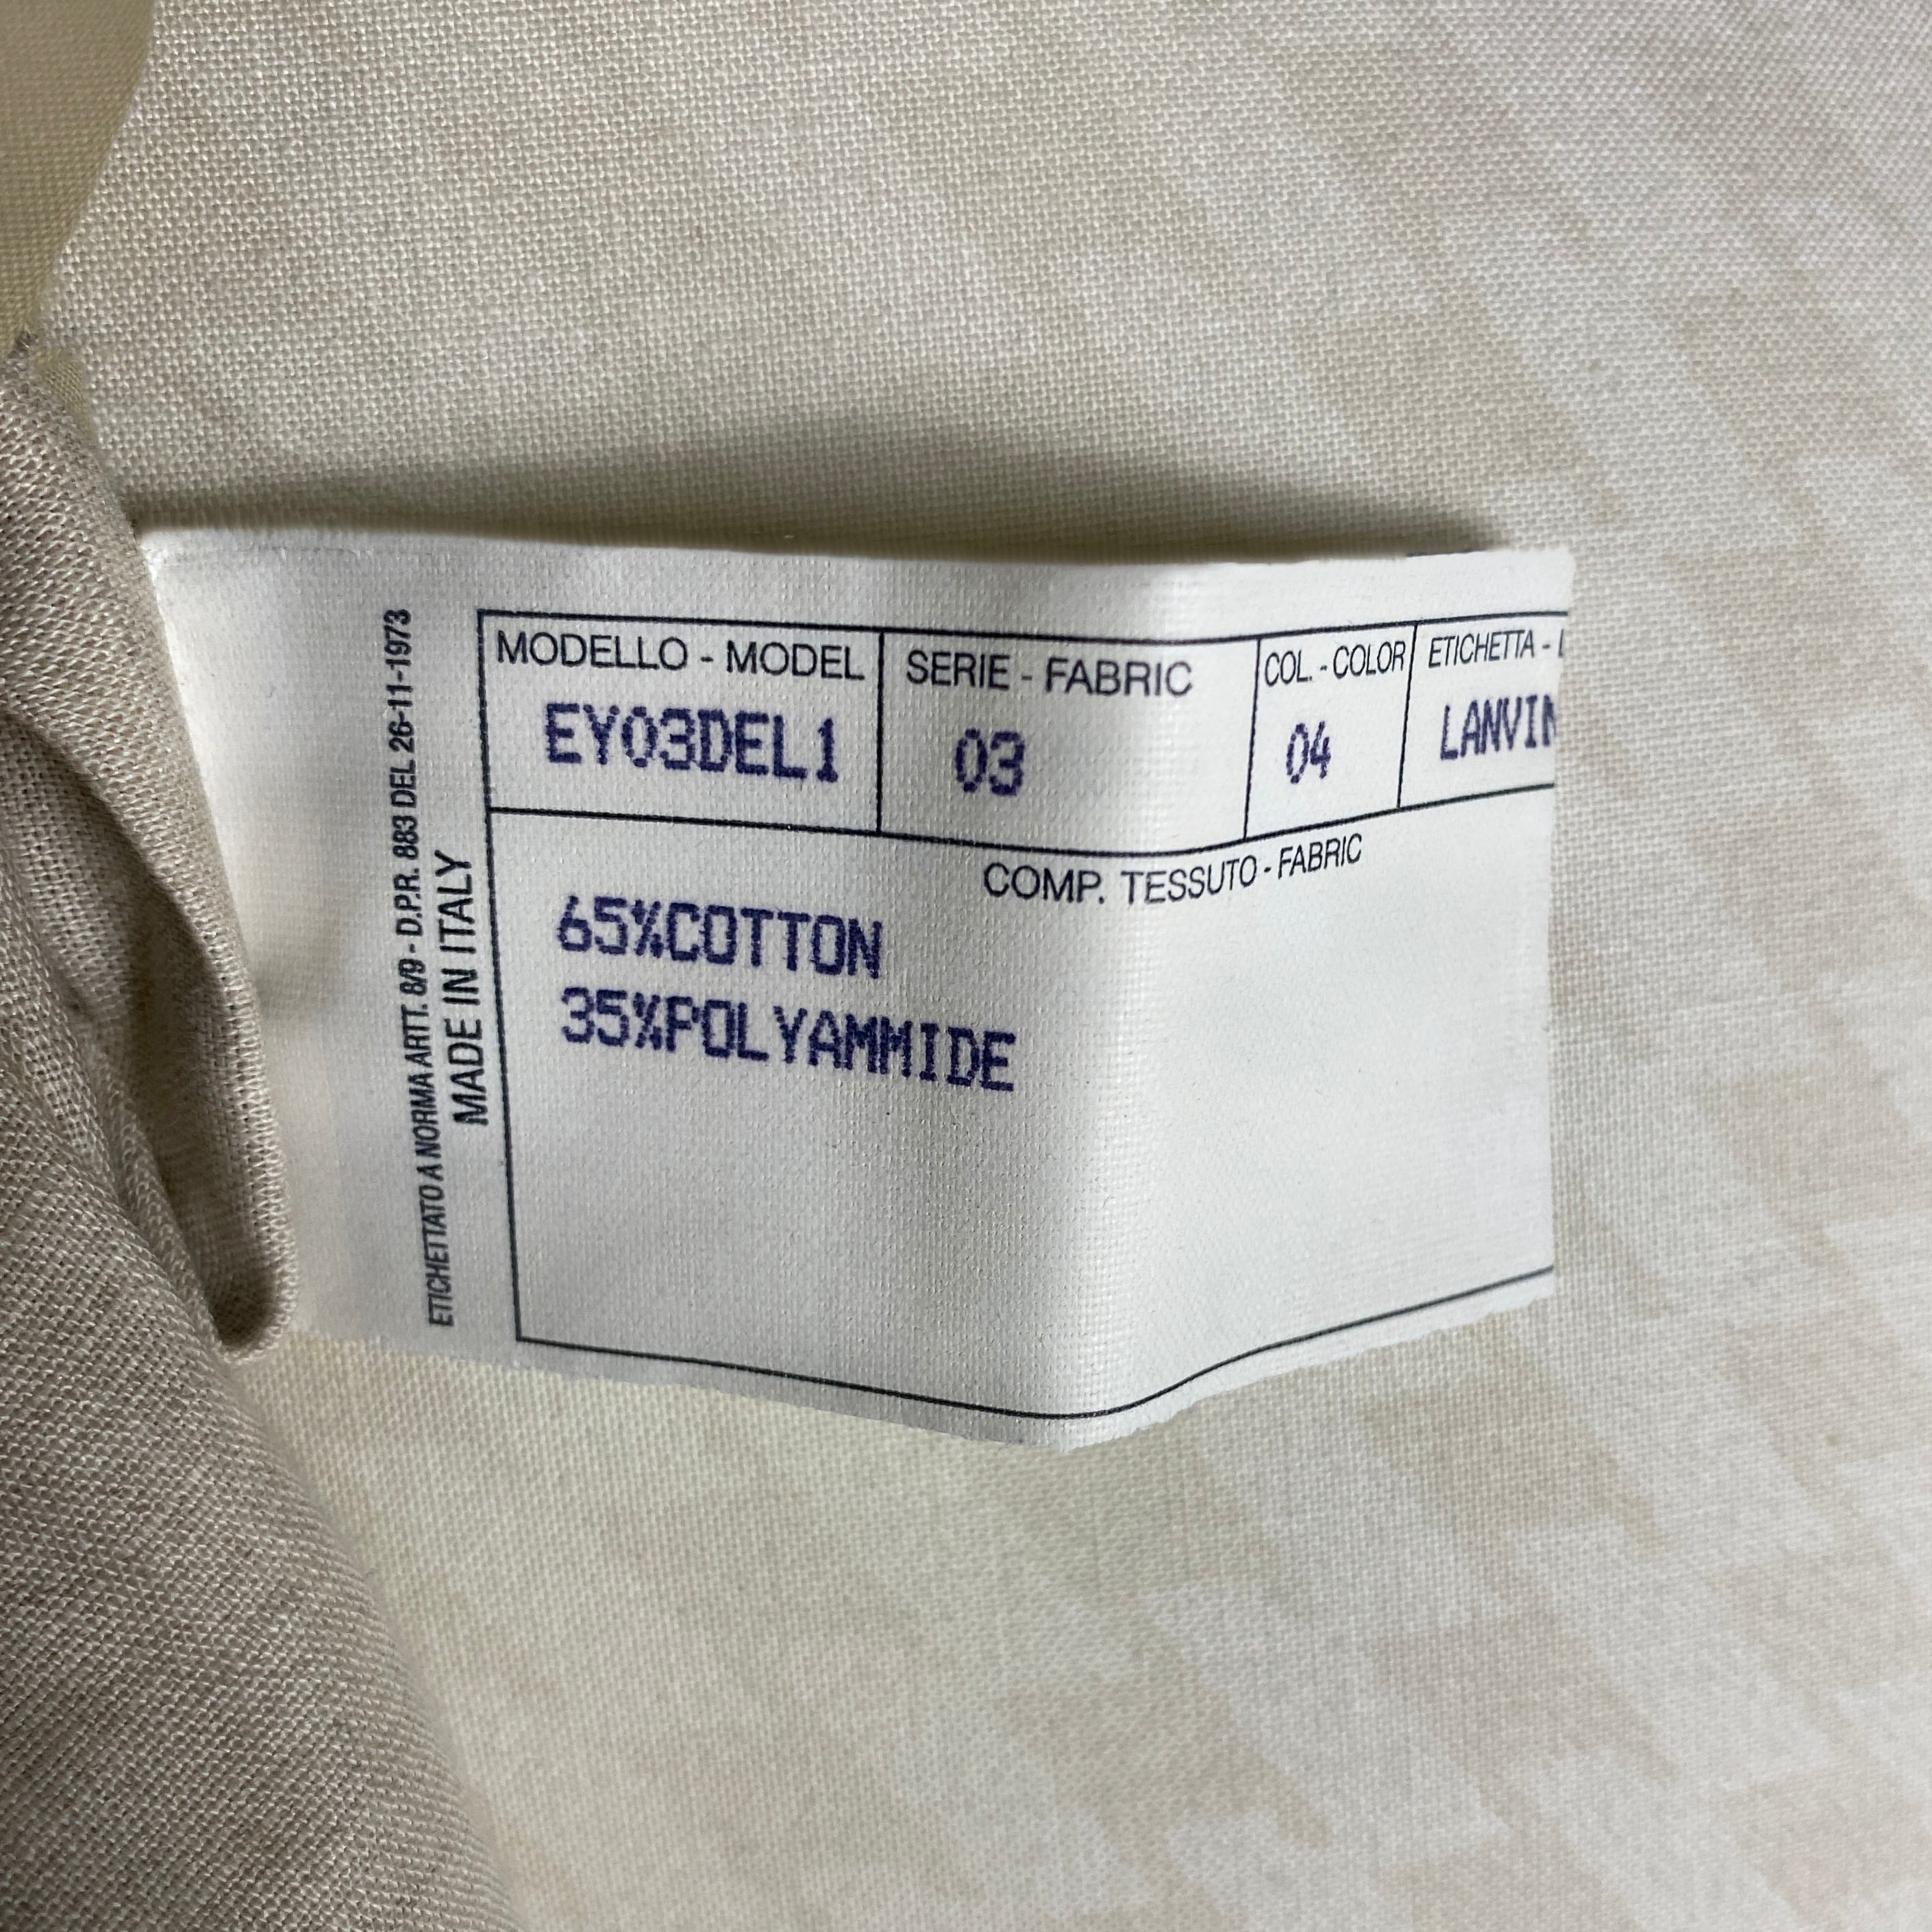 ETICHETTATO A NORMA ARTT. 8/9 - D.P.R. 883 DEL 26-11-1973
MADE IN ITALY
MODELLO - MODEL
EY03DEL1
SERIE - FABRIC
03
COL. - COLOR
04
ETICHETTA -
LANVIN
COMP. TESSUTO - FABRIC
65%COTTON
35%POLYAMMIDE